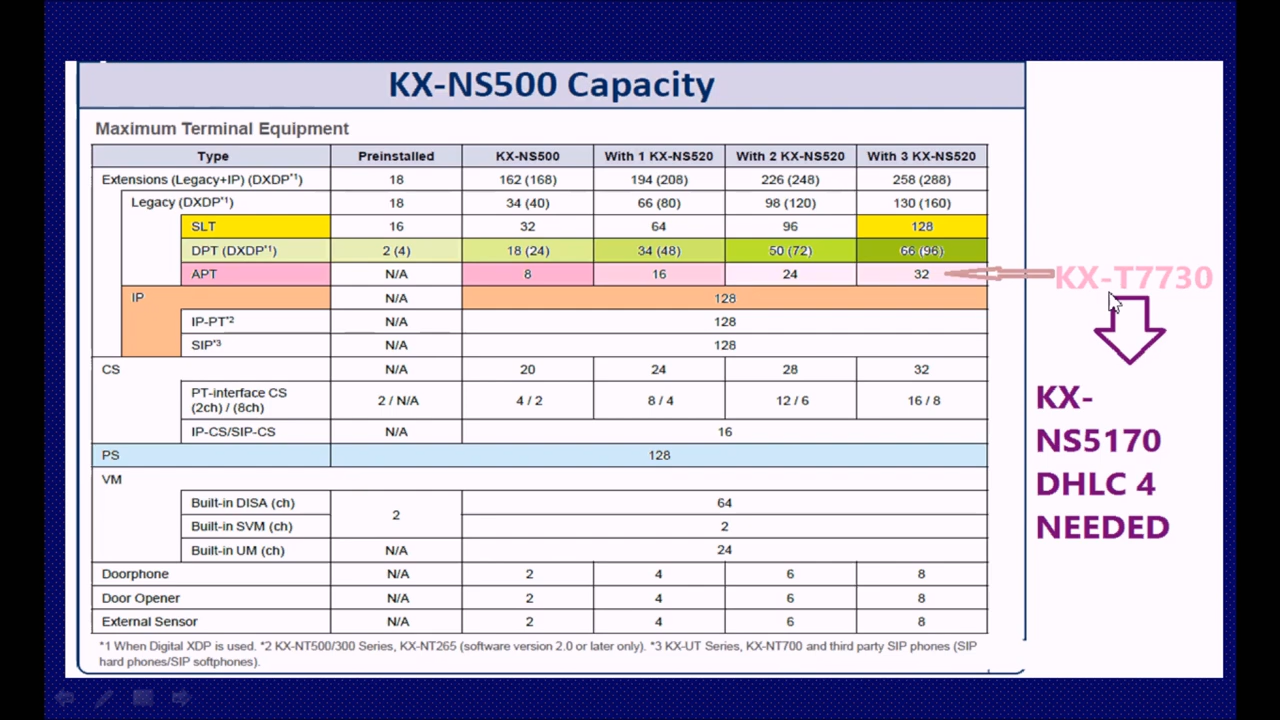 KX-NS500 Capacity
Maximum Terminal Equipment
Type Preinstalled KX-NS500 With 1 KX-NS520 With 2 KX-NS520 With 3 KX-NS520
Extensions (Legacy+IP) (DXDP*1) 18 162 (168) 194 (208) 226 (248) 258 (288)
Legacy (DXDP*1) 18 34 (40) 66 (80) 98 (120) 130 (160)
SLT 16 32 64 96 128
DPT (DXDP*1) 2 (4) 18 (24) 34 (48) 50 (72) 66 (96)
APT N/A 8 16 24 32
KX-T7730
IP N/A 128
IP-PT*2 N/A 128
SIP*3 N/A 128
CS N/A 20 24 28 32
PT-interface CS
(2ch) / (8ch) 2 / N/A 4 / 2 8 / 4 12 / 6 16 / 8
IP-CS/SIP-CS N/A 16
PS 128
VM
Built-in DISA (ch) 2 64
Built-in SVM (ch) 2
Built-in UM (ch) N/A 24
Doorphone N/A 2 4 6 8
Door Opener N/A 2 4 6 8
External Sensor N/A 2 4 6 8
*1 When Digital XDP is used. *2 KX-NT500/300 Series, KX-NT265 (software version 2.0 or later only). *3 KX-UT Series, KX-NT700 and third party SIP phones (SIP
hard phones/SIP softphones).
KX-
NS5170
DHLC 4
NEEDED